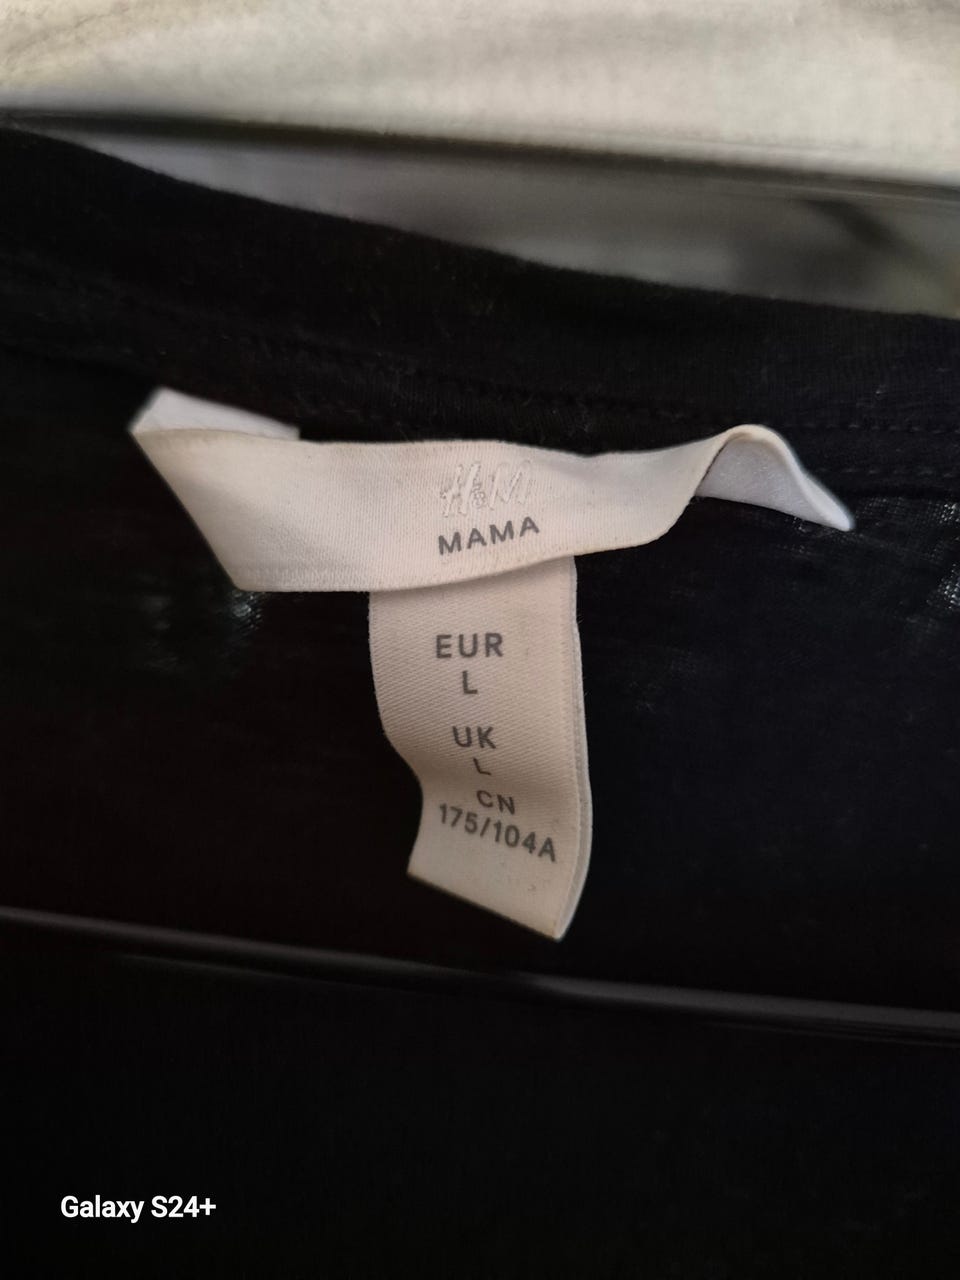 H&M
MAMA
EUR
L
UK
L
CN
175/104A
Galaxy S24+